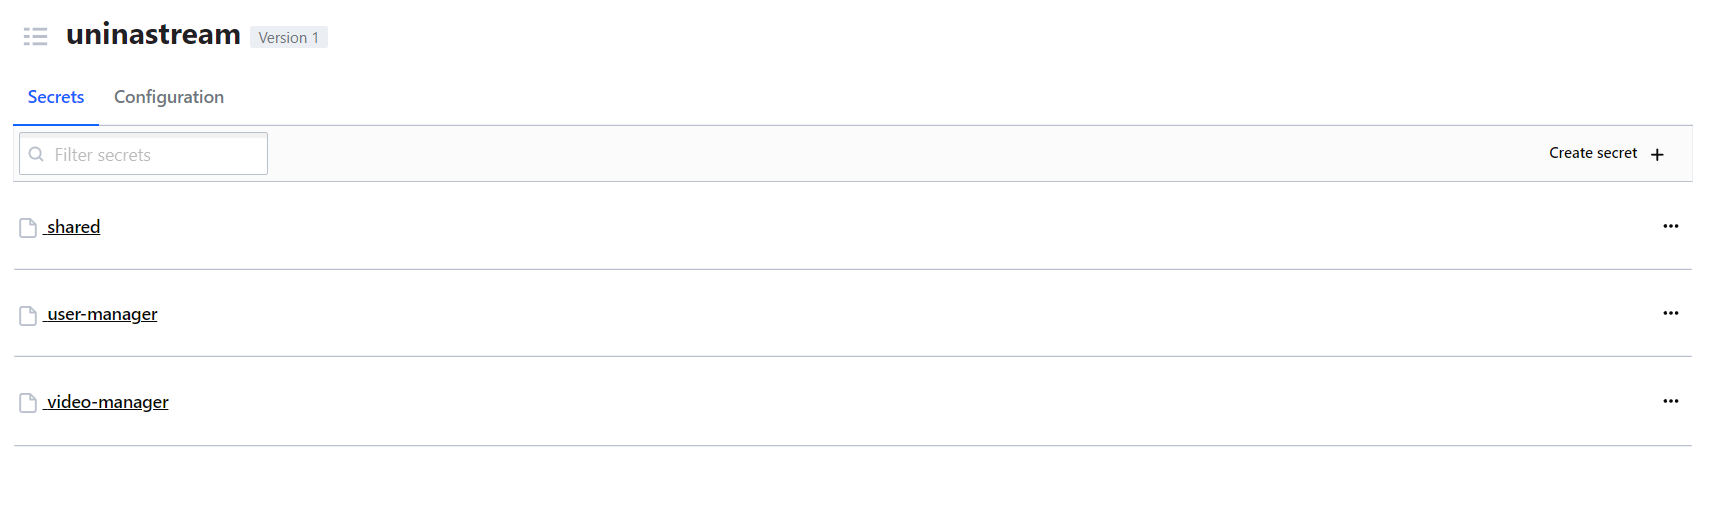 uninastream Version 1
Secrets Configuration
Filter secrets Create secret
shared
user-manager
video-manager